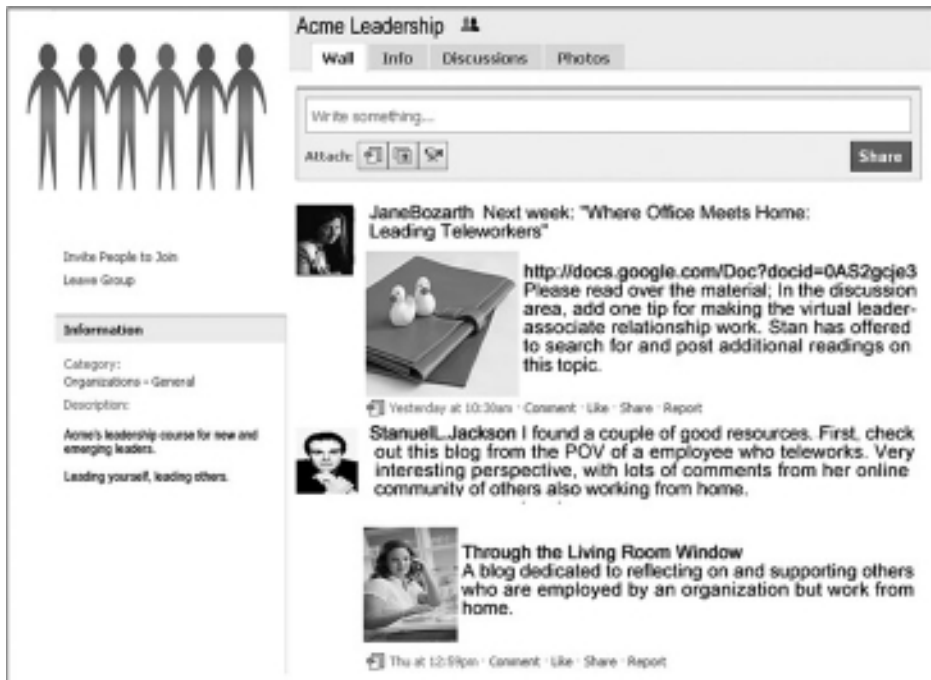 Acme Leadership
Wall Info Discussions Photos
Write something...
Attach:
Share
Invite People to Join
Leave Group
Information
Category:
Organizations - General
Description:
Acme's leadership course for new and
emerging leaders.
Leading yourself, leading others.
JaneBozarth Next week: "Where Office Meets Home:
Leading Teleworkers"
http://docs.google.com/Doc?docid=0AS2gcje3
Please read over the material; In the discussion
area, add one tip for making the virtual leader-
associate relationship work. Stan has offered
to search for and post additional readings on
this topic.
Yesterday at 10:30am · Comment · Like · Share · Report
StanuelL.Jackson I found a couple of good resources. First, check
out this blog from the POV of a employee who teleworks. Very
interesting perspective, with lots of comments from her online
community of others also working from home.
Through the Living Room Window
A blog dedicated to reflecting on and supporting others
who are employed by an organization but work from
home.
Thu at 12:59pm · Comment · Like · Share · Report